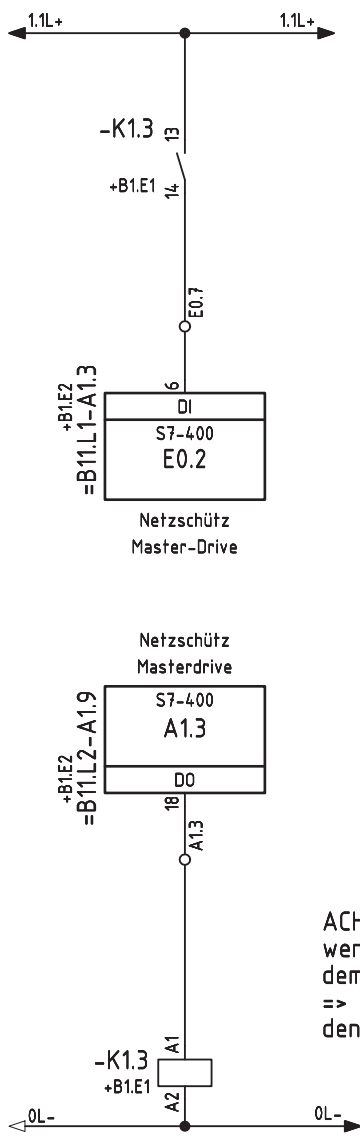 1.1L+ 1.1L+
-K1.3
13
+B1.E1
14
E0.7
+B1.E2
=B11.L1-A1.3
6
DI
S7-400
E0.2
Netzschütz
Master-Drive
Netzschütz
Masterdrive
+B1.E2
=B11.L2-A1.9
S7-400
A1.3
DO
18
A1.3
ACH
wer
dem
=>
den
-K1.3
A1
+B1.E1
A2
0L- 0L-